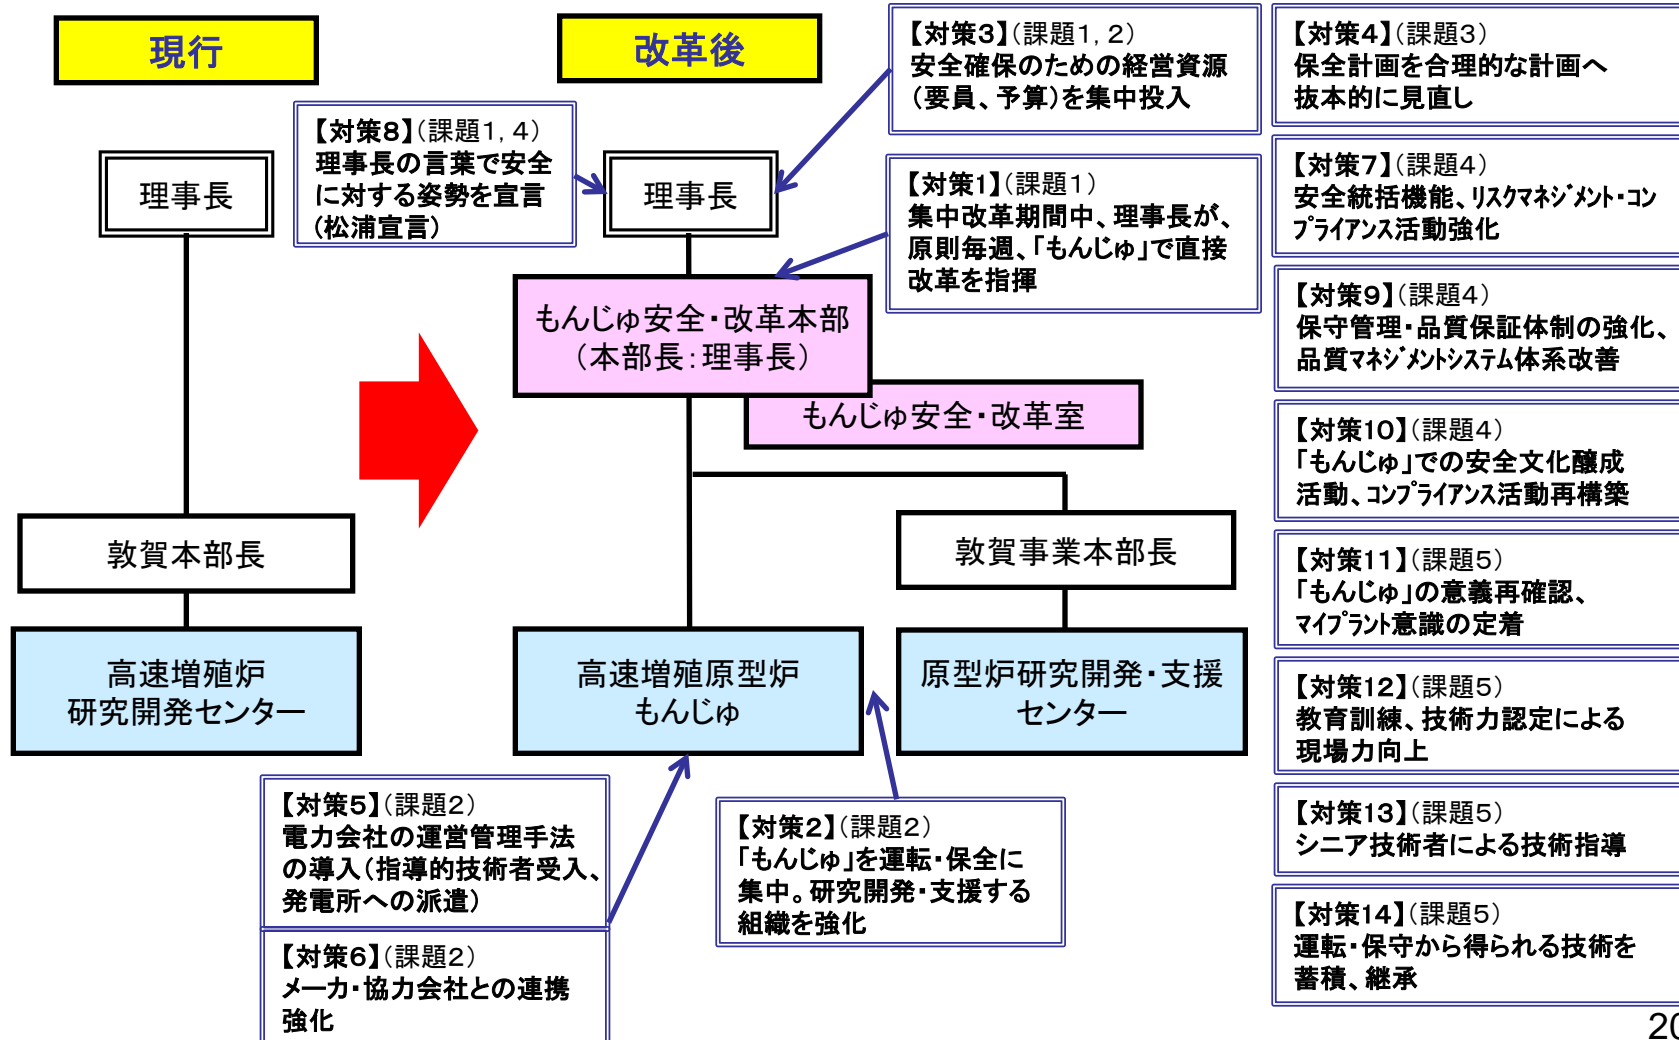 現行
改革後
【対策8】(課題1, 4)
理事長の言葉で安全
に対する姿勢を宣言
(松浦宣言)
理事長
理事長
【対策3】(課題1, 2)
安全確保のための経営資源
(要員、予算)を集中投入
【対策1】(課題1)
集中改革期間中、理事長が、
原則毎週、「もんじゅ」で直接
改革を指揮
もんじゅ安全・改革本部
(本部長:理事長)
もんじゅ安全・改革室
敦賀本部長
敦賀事業本部長
高速増殖炉
研究開発センター
高速増殖原型炉
もんじゅ
原型炉研究開発・支援
センター
【対策5】(課題2)
電力会社の運営管理手法
の導入(指導的技術者受入、
発電所への派遣)
【対策6】(課題2)
メーカ・協力会社との連携
強化
【対策2】(課題2)
「もんじゅ」を運転・保全に
集中。研究開発・支援する
組織を強化
【対策4】(課題3)
保全計画を合理的な計画へ
抜本的に見直し
【対策7】(課題4)
安全統括機能、ﾘｽｸﾏﾈｼﾞﾒﾝﾄ・ｺﾝ
ﾌﾟﾗｲｱﾝｽ活動強化
【対策9】(課題4)
保守管理・品質保証体制の強化、
品質ﾏﾈｼﾞﾒﾝﾄｼｽﾃﾑ体系改善
【対策10】(課題4)
「もんじゅ」での安全文化醸成
活動、ｺﾝﾌﾟﾗｲｱﾝｽ活動再構築
【対策11】(課題5)
「もんじゅ」の意義再確認、
ﾏｲﾌﾟﾗﾝﾄ意識の定着
【対策12】(課題5)
教育訓練、技術力認定による
現場力向上
【対策13】(課題5)
シニア技術者による技術指導
【対策14】(課題5)
運転・保守から得られる技術を
蓄積、継承
20